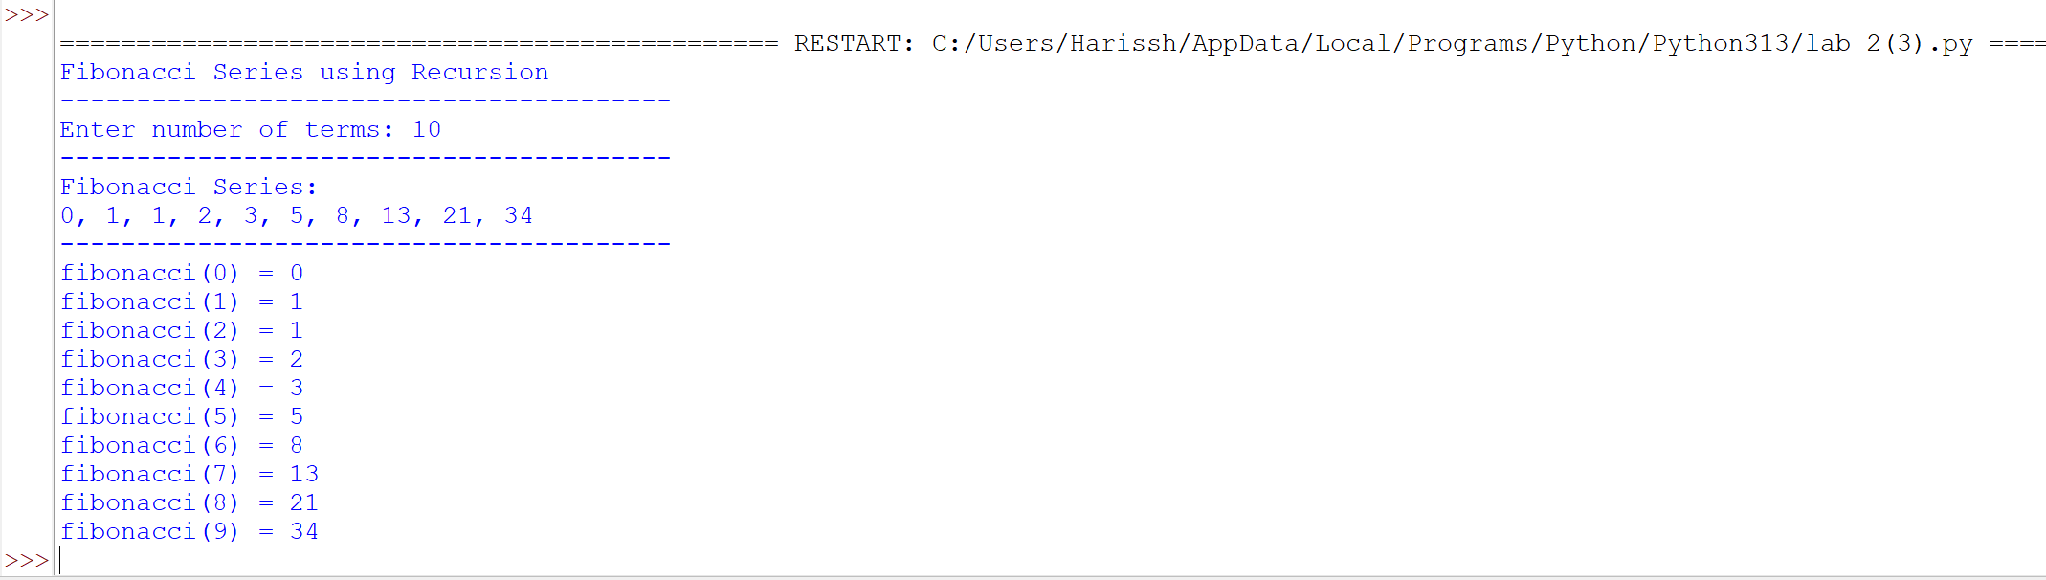 >>>
=============================================== RESTART: C:/Users/Harissh/AppData/Local/Programs/Python/Python313/lab 2(3).py ====
Fibonacci Series using Recursion
----------------------------------------
Enter number of terms: 10
----------------------------------------
Fibonacci Series:
0, 1, 1, 2, 3, 5, 8, 13, 21, 34
----------------------------------------
fibonacci(0) = 0
fibonacci(1) = 1
fibonacci(2) = 1
fibonacci(3) = 2
fibonacci(4) = 3
fibonacci(5) = 5
fibonacci(6) = 8
fibonacci(7) = 13
fibonacci(8) = 21
fibonacci(9) = 34
>>>